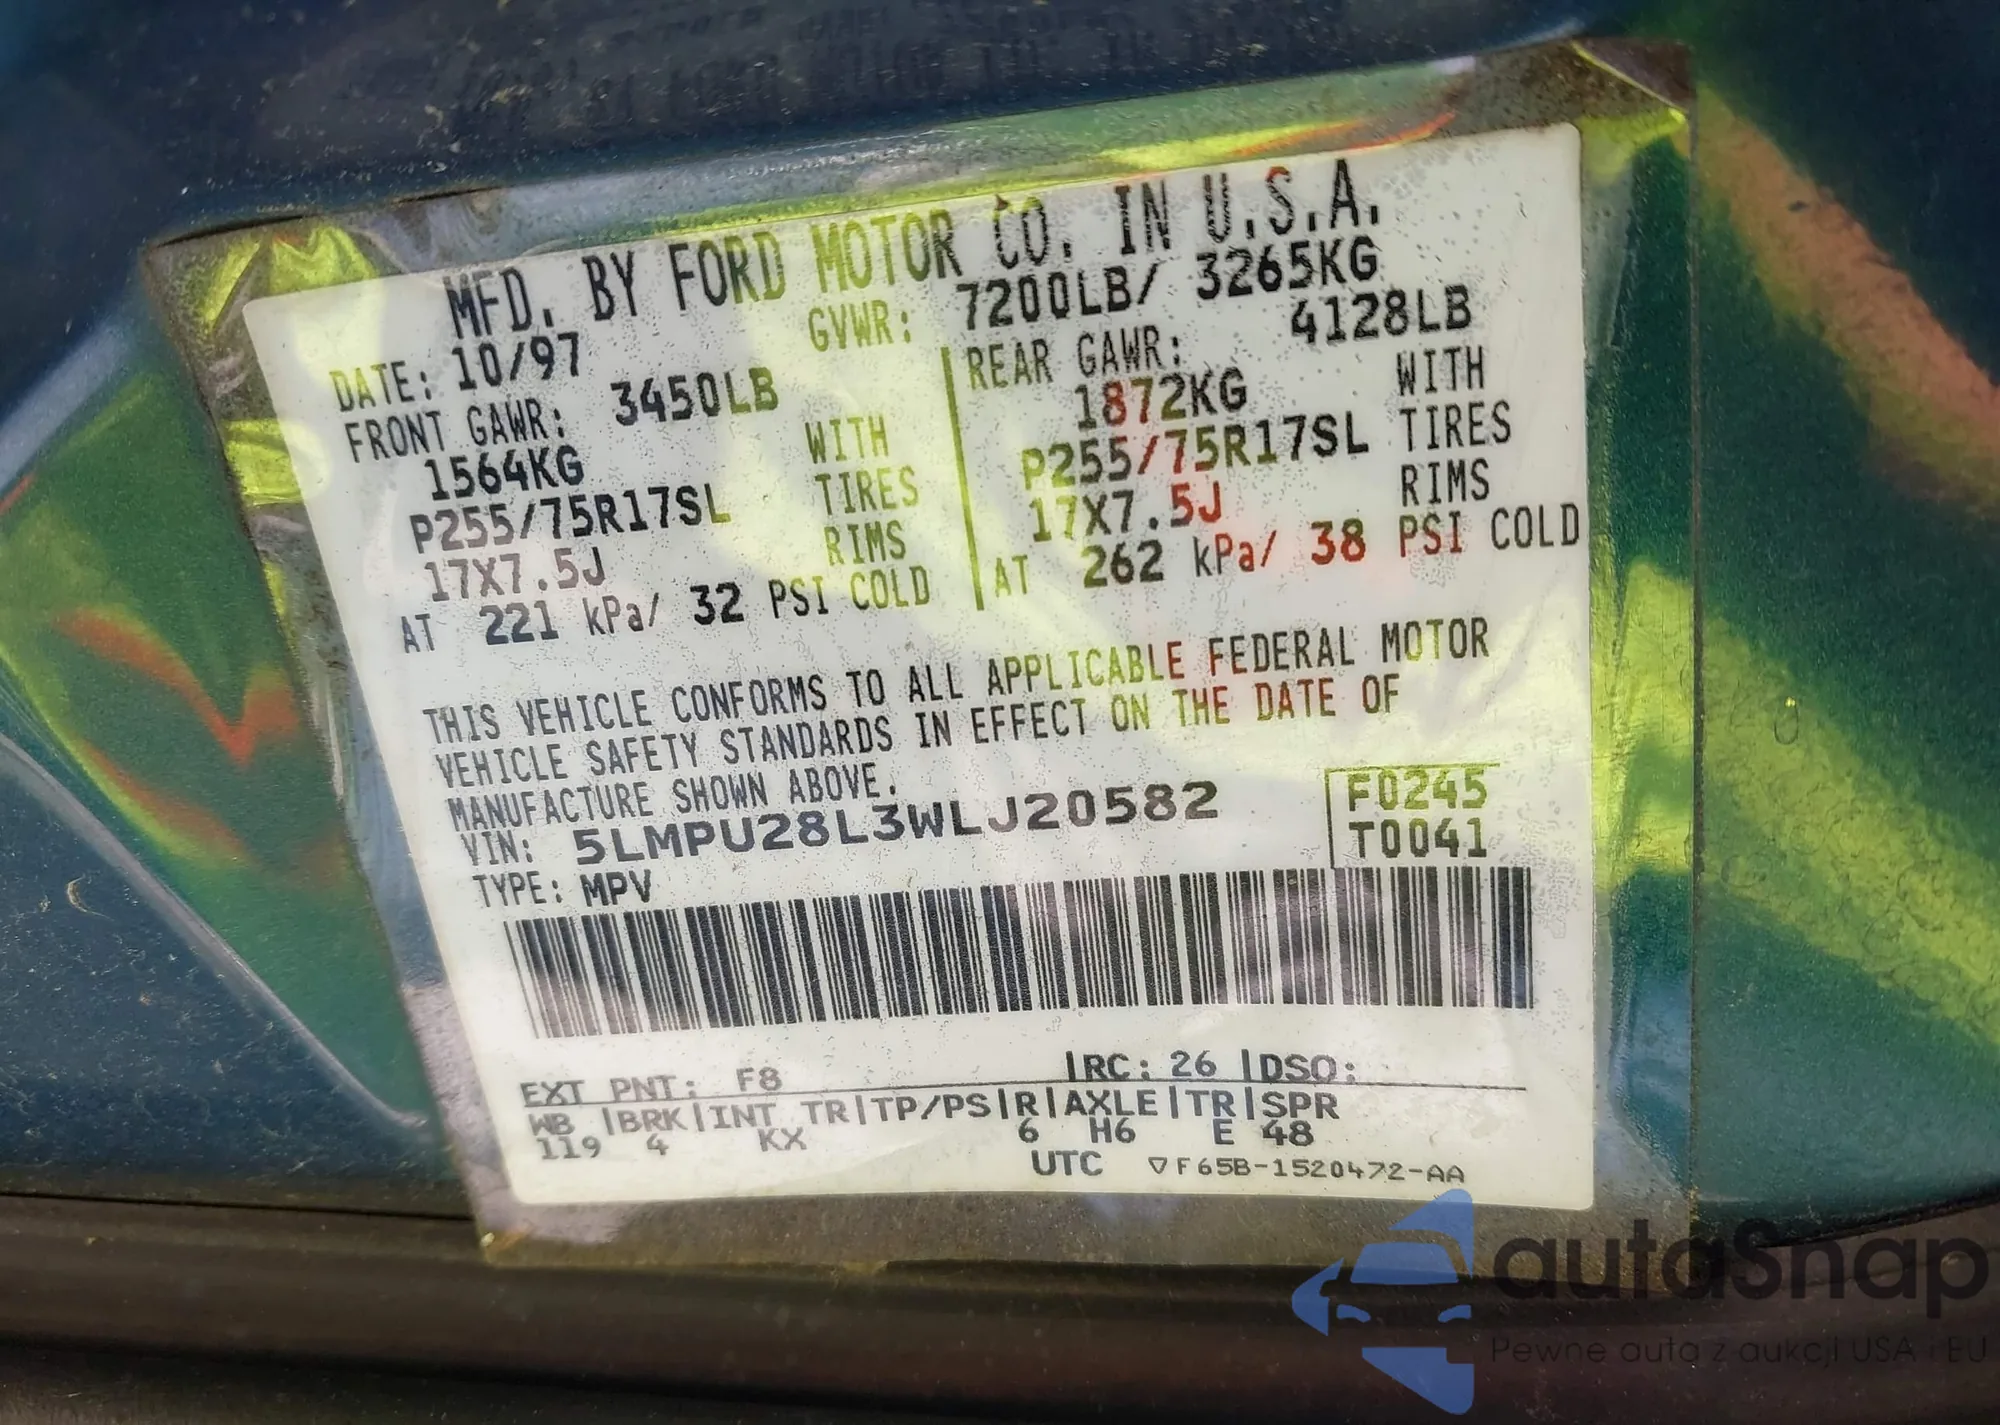 MFD. BY FORD MOTOR CO. IN U.S.A.
DATE: 10/97 GVWR: 7200LB/ 3265KG
FRONT GAWR: 3450LB REAR GAWR: 4128LB
1564KG WITH 1872KG WITH
P255/75R17SL TIRES P255/75R17SL TIRES
17X7.5J RIMS 17X7.5J RIMS
AT 221 kPa/ 32 PSI COLD AT 262 kPa/ 38 PSI COLD
THIS VEHICLE CONFORMS TO ALL APPLICABLE FEDERAL MOTOR
VEHICLE SAFETY STANDARDS IN EFFECT ON THE DATE OF
MANUFACTURE SHOWN ABOVE.
VIN: 5LMPU28L3WLJ20582 F0245
TYPE: MPV T0041
EXT PNT: F8 |RC: 26 |DSO:
WB |BRK|INT TR|TP/PS|R|AXLE|TR|SPR
119 4 KX 6 H6 E 48
UTC ▽F65B-1520472-AA
autaSnap
Pewne auta z aukcji USA i EU